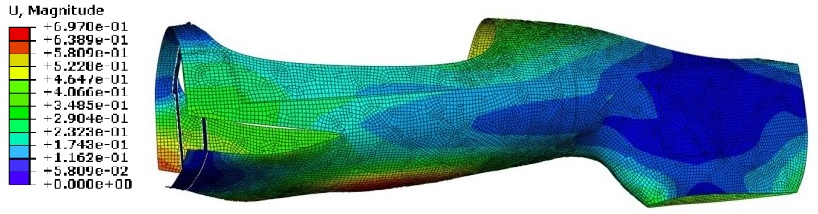 U, Magnitude
+6.970e-01
+6.389e-01
+5.809e-01
+5.228e-01
+4.647e-01
+4.066e-01
+3.485e-01
+2.904e-01
+2.323e-01
+1.743e-01
+1.162e-01
+5.809e-02
+0.000e+00